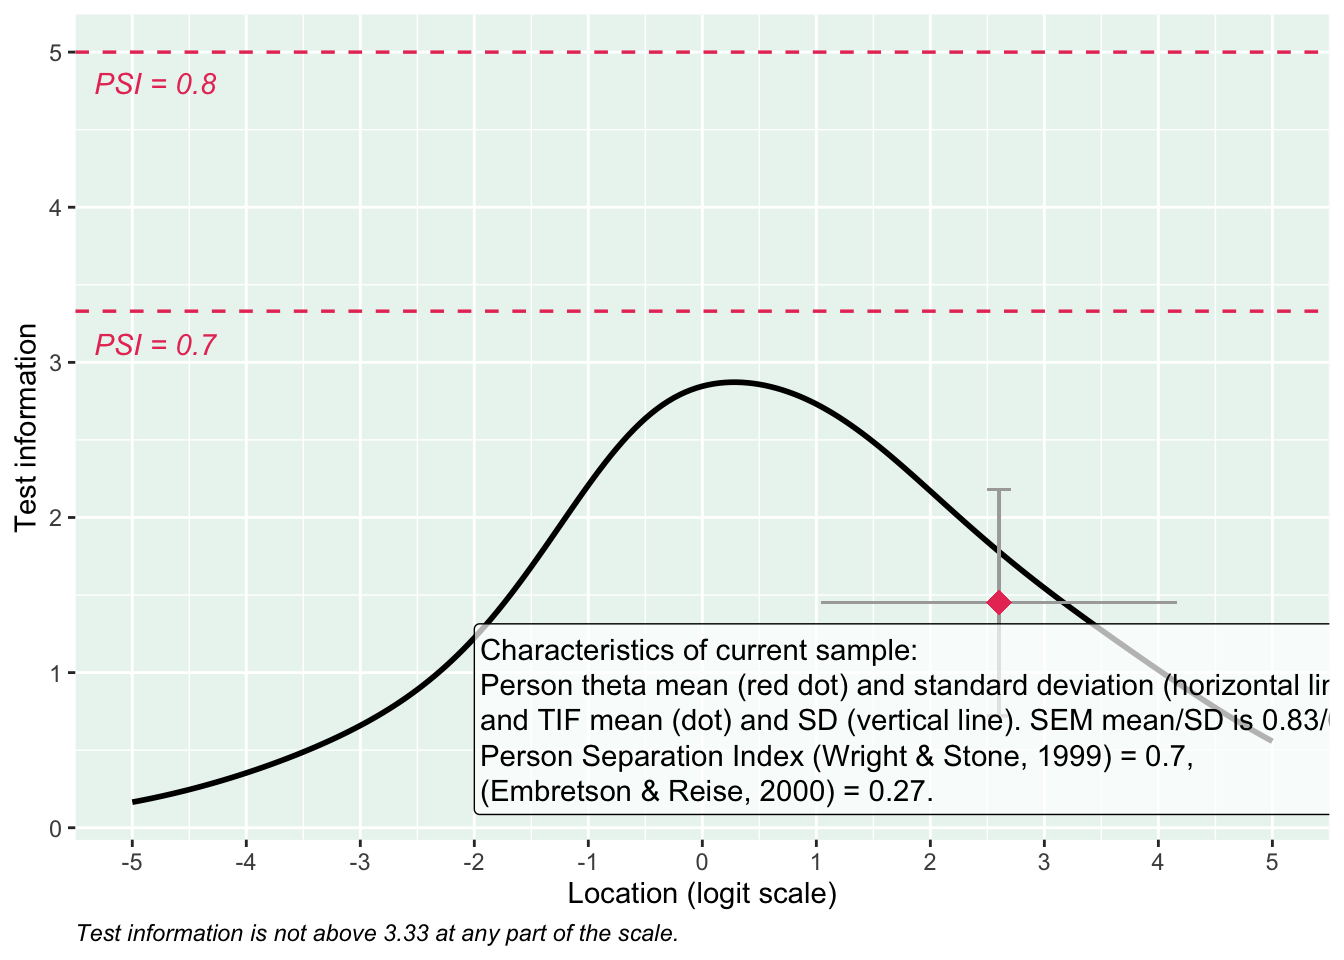 5
PSI = 0.8
4
PSI = 0.7
3
2
1
0
Test information
Characteristics of current sample:
Person theta mean (red dot) and standard deviation (horizontal
and TIF mean (dot) and SD (vertical line). SEM mean/SD is 0.83/
Person Separation Index (Wright & Stone, 1999) = 0.7,
(Embretson & Reise, 2000) = 0.27.
-5 -4 -3 -2 -1 0 1 2 3 4 5
Location (logit scale)
Test information is not above 3.33 at any part of the scale.